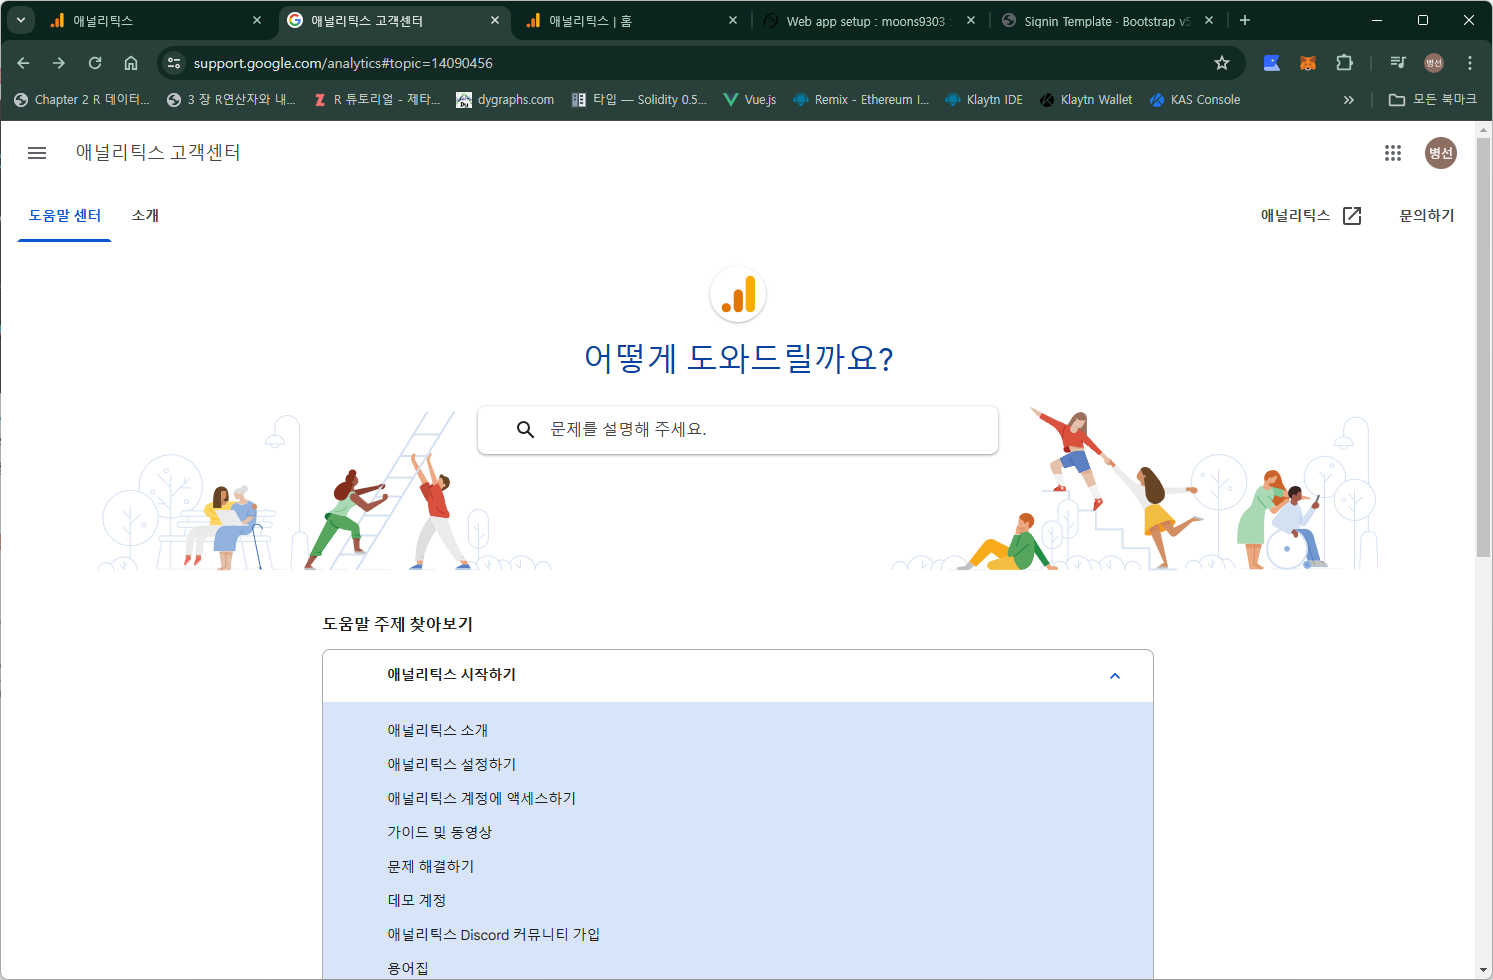 애널리틱스
애널리틱스 고객센터
애널리틱스 | 홈
Web app setup : moons9303
Signin Template · Bootstrap v5
support.google.com/analytics#topic=14090456
병선
Chapter 2 R 데이터...
3 장 R연산자와 내...
R 튜토리얼 - 제타...
dygraphs.com
타입 — Solidity 0.5...
Vue.js
Remix - Ethereum I...
Klaytn IDE
Klaytn Wallet
KAS Console
모든 북마크
애널리틱스 고객센터
병선
도움말 센터
소개
애널리틱스
문의하기
어떻게 도와드릴까요?
문제를 설명해 주세요.
도움말 주제 찾아보기
애널리틱스 시작하기
애널리틱스 소개
애널리틱스 설정하기
애널리틱스 계정에 액세스하기
가이드 및 동영상
문제 해결하기
데모 계정
애널리틱스 Discord 커뮤니티 가입
용어집